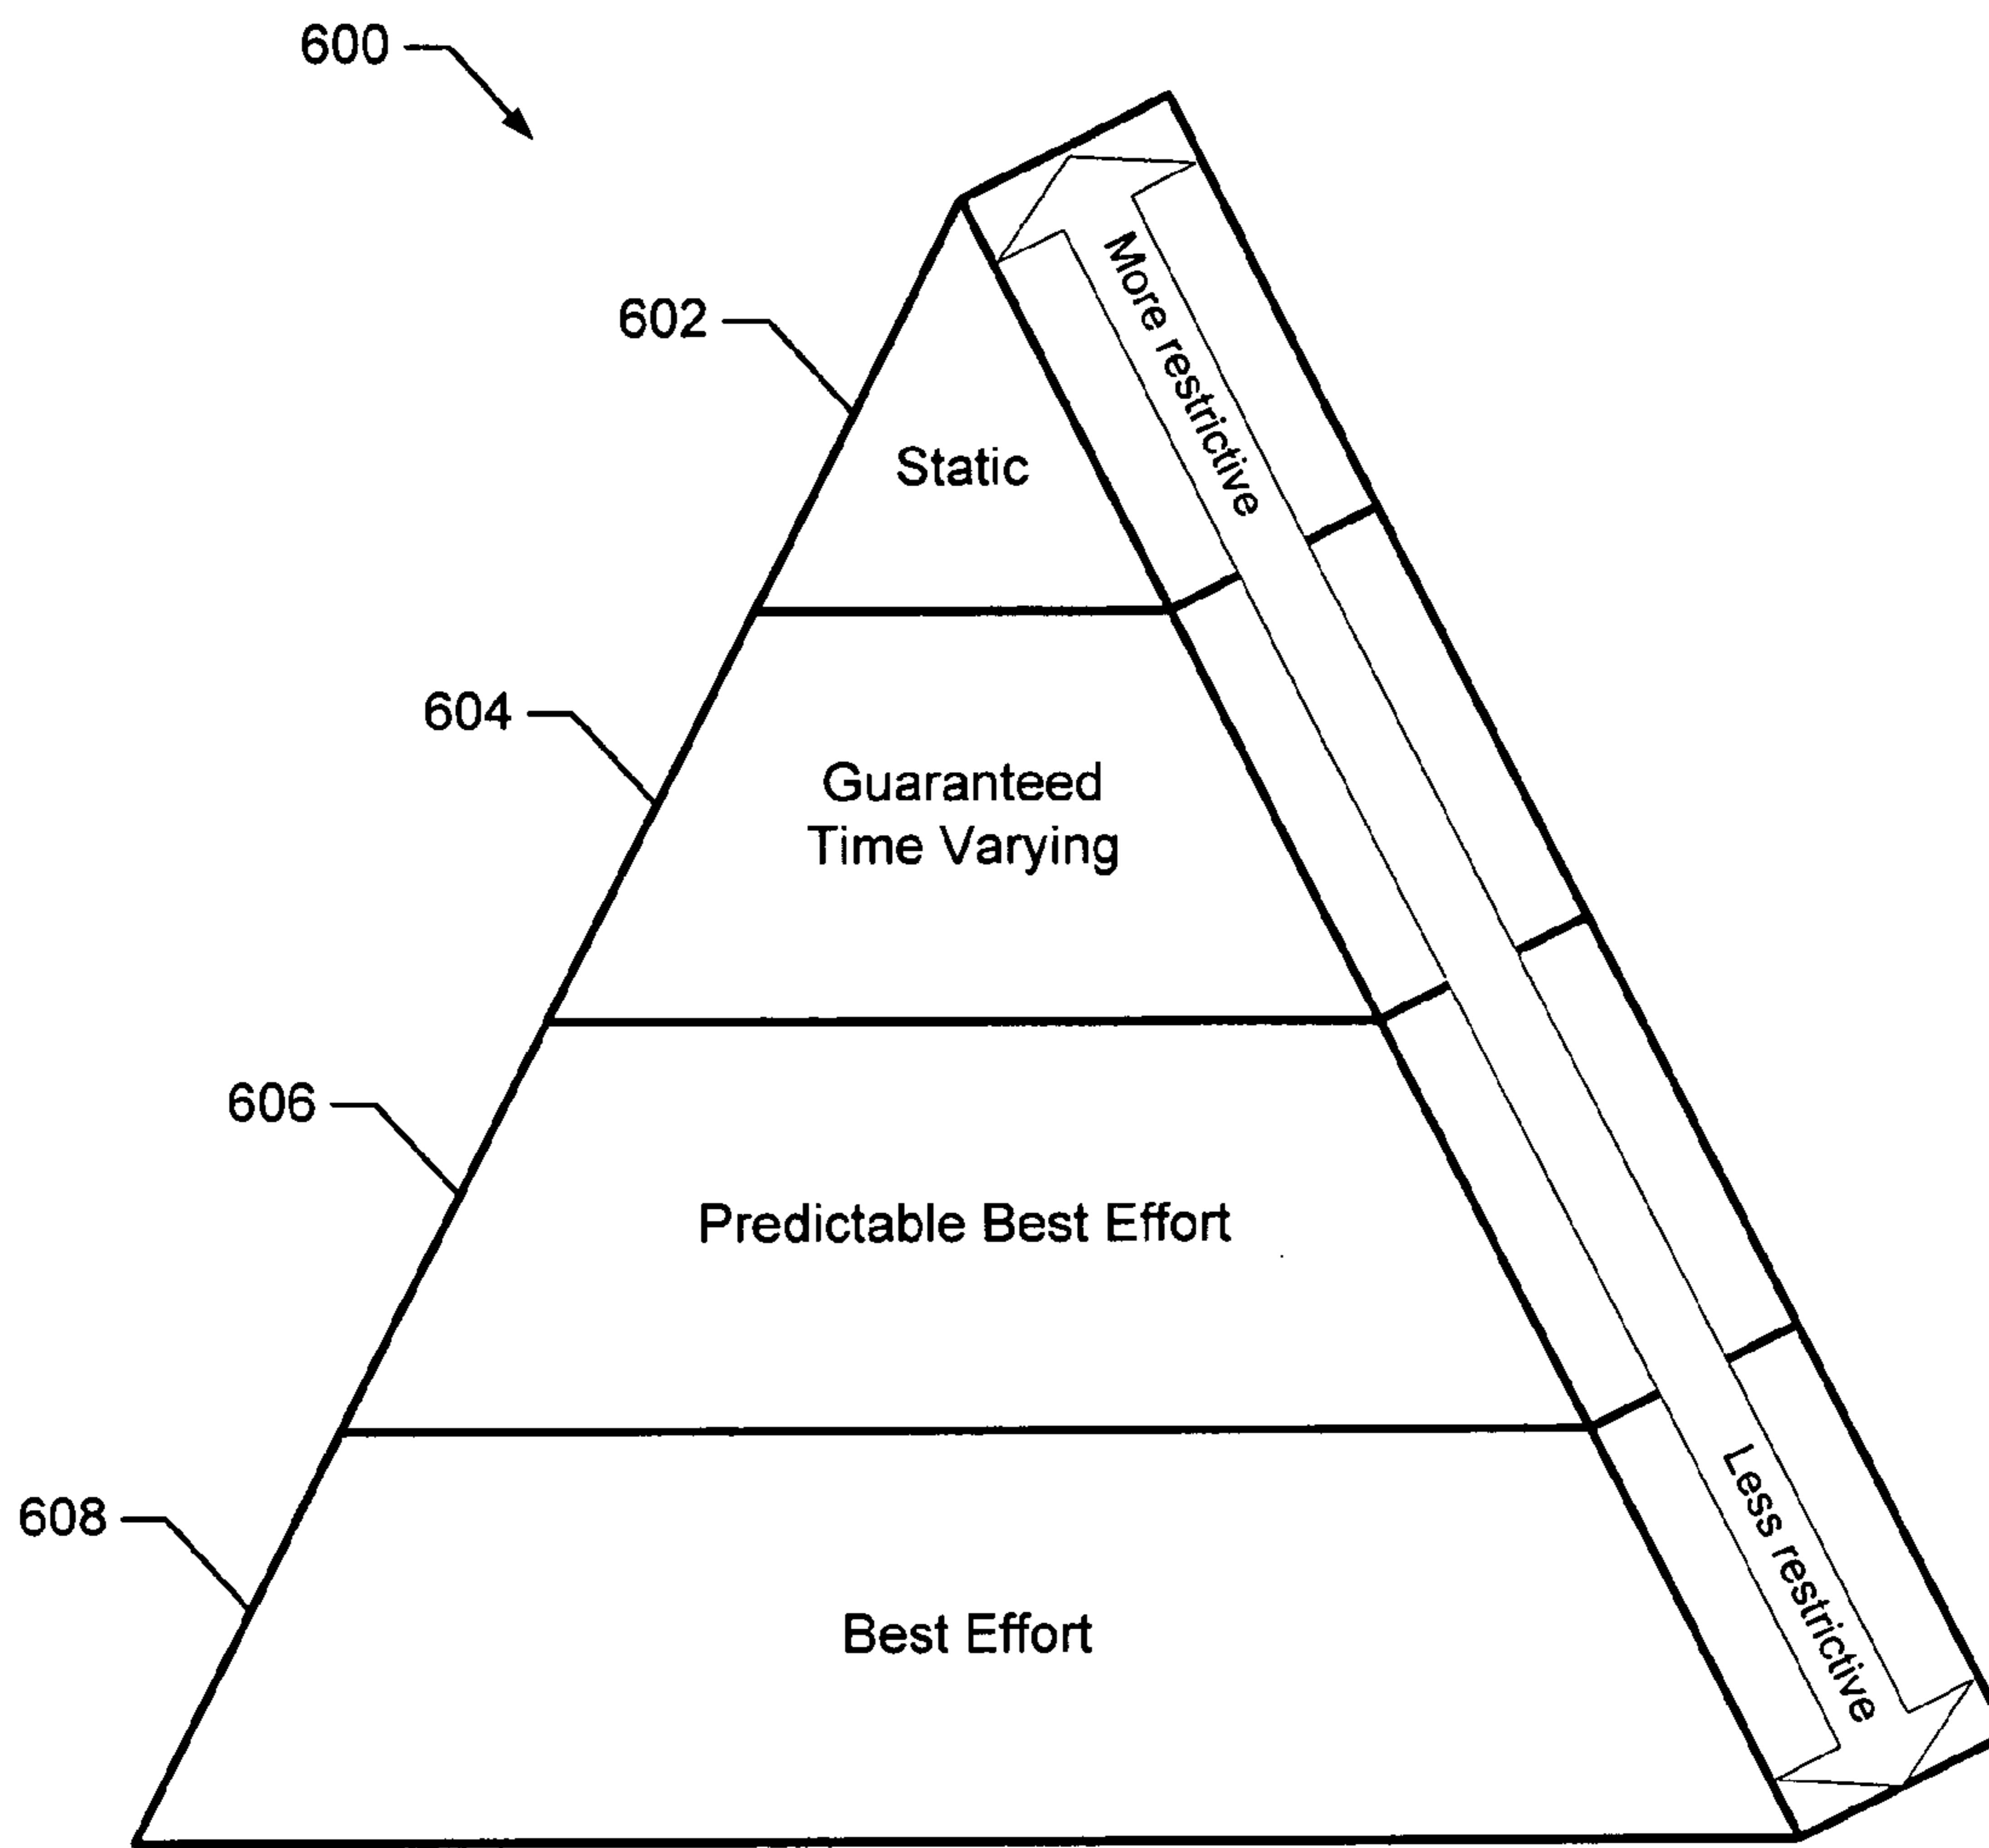 600
602
More restrictive
Static
604
Guaranteed
Time Varying
606
Predictable Best Effort
Less restrictive
608
Best Effort